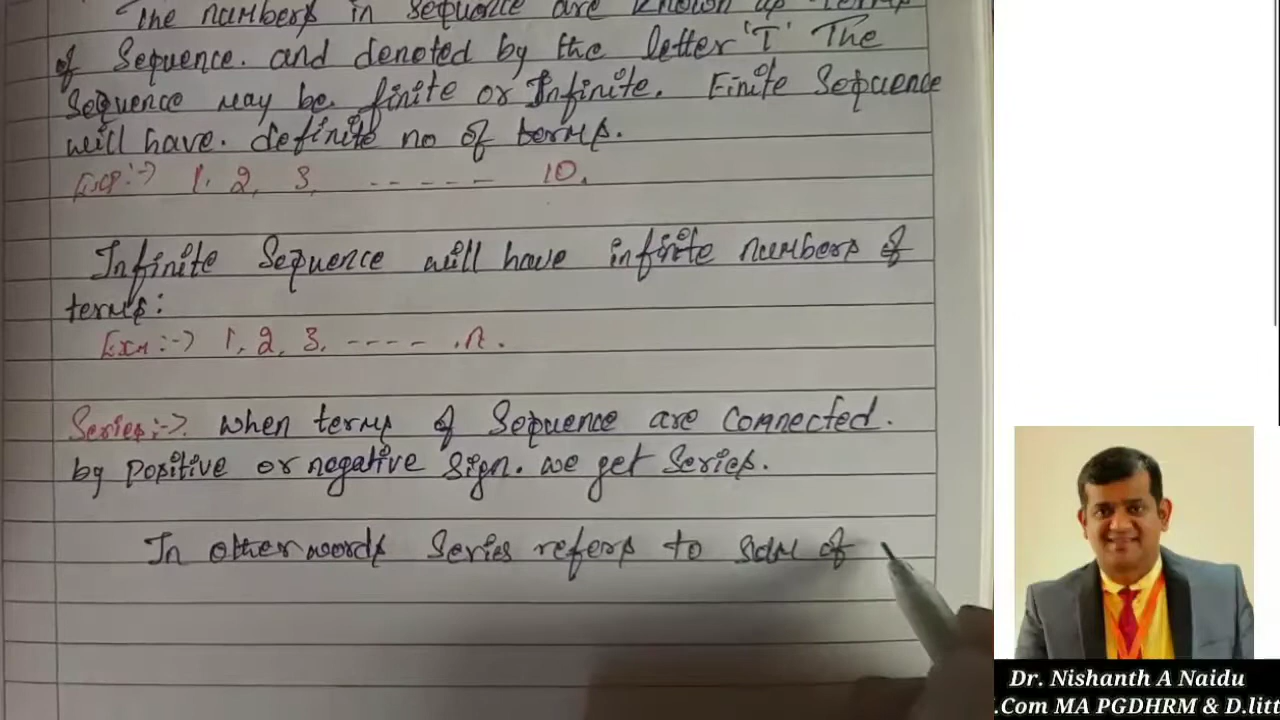 The numbers in sequence are known as terms
of Sequence. and denoted by the letter 'T' The
Sequence may be. finite or Infinite. Finite Sequence
will have. definite no of terms.
Exp:-) 1, 2, 3, ------ 10.
Infinite Sequence will have infinite numbers of
terms:
Exm:-) 1, 2, 3, ---- .n.
Series:-). when terms of Sequence are Connected.
by positive or negative Sign. we get Series.
In other words Series refers to sum of
Dr. Nishanth A Naidu
.Com MA PGDHRM & D.litt